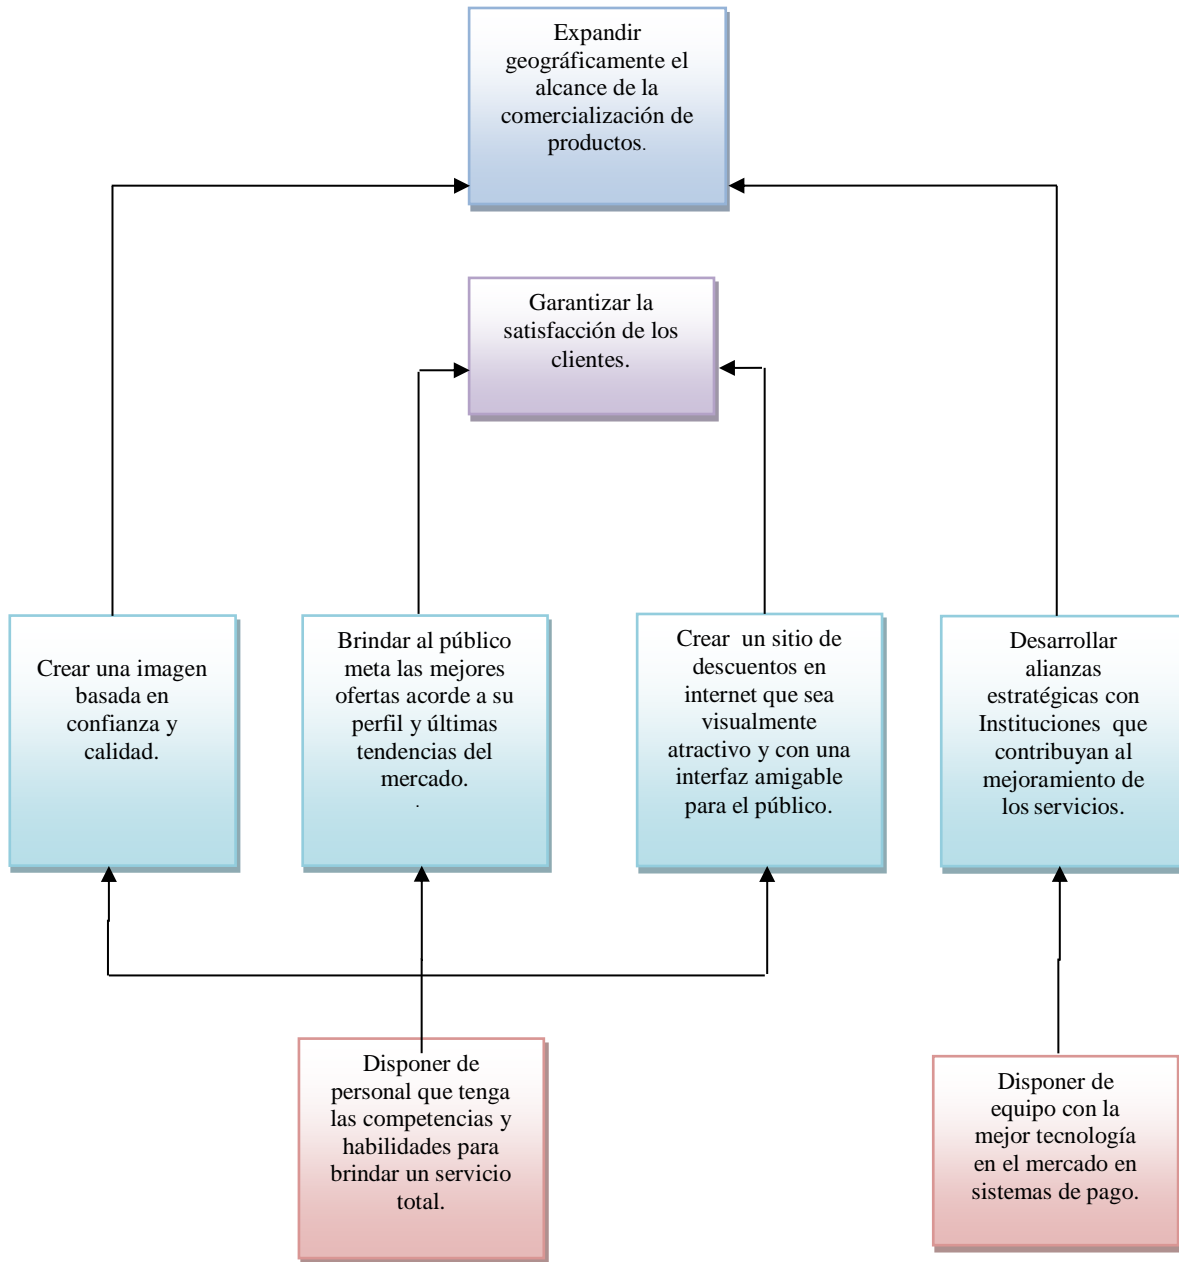 Expandir
geográficamente el
alcance de la
comercialización de
productos.
Garantizar la
satisfacción de los
clientes.
Crear una imagen
basada en
confianza y
calidad.
Brindar al público
meta las mejores
ofertas acorde a su
perfil y últimas
tendencias del
mercado.
.
Crear un sitio de
descuentos en
internet que sea
visualmente
atractivo y con una
interfaz amigable
para el público.
Desarrollar
alianzas
estratégicas con
Instituciones que
contribuyan al
mejoramiento de
los servicios.
Disponer de
personal que tenga
las competencias y
habilidades para
brindar un servicio
total.
Disponer de
equipo con la
mejor tecnología
en el mercado en
sistemas de pago.